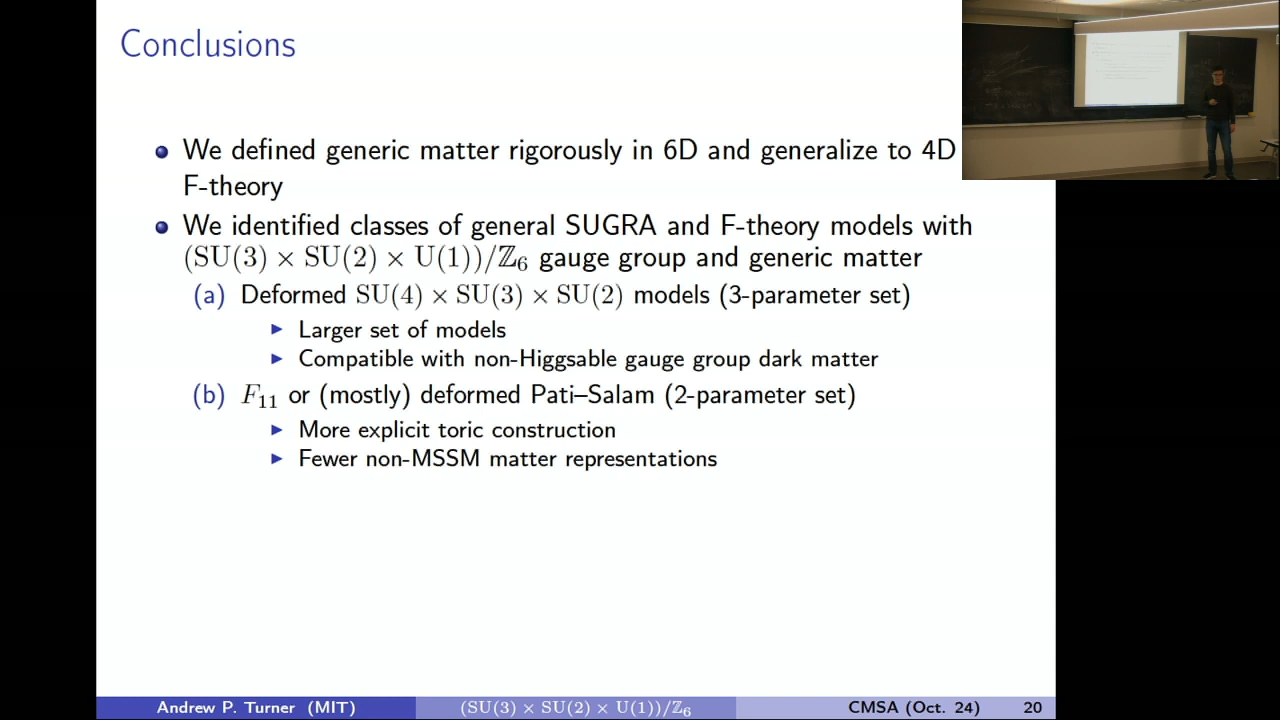 Conclusions
We defined generic matter rigorously in 6D and generalize to 4D
F-theory
We identified classes of general SUGRA and F-theory models with
(SU(3) × SU(2) × U(1))/ℤ₆ gauge group and generic matter
(a) Deformed SU(4) × SU(3) × SU(2) models (3-parameter set)
Larger set of models
Compatible with non-Higgsable gauge group dark matter
(b) F₁₁ or (mostly) deformed Pati–Salam (2-parameter set)
More explicit toric construction
Fewer non-MSSM matter representations
Andrew P. Turner (MIT) (SU(3) × SU(2) × U(1))/ℤ₆ CMSA (Oct. 24) 20